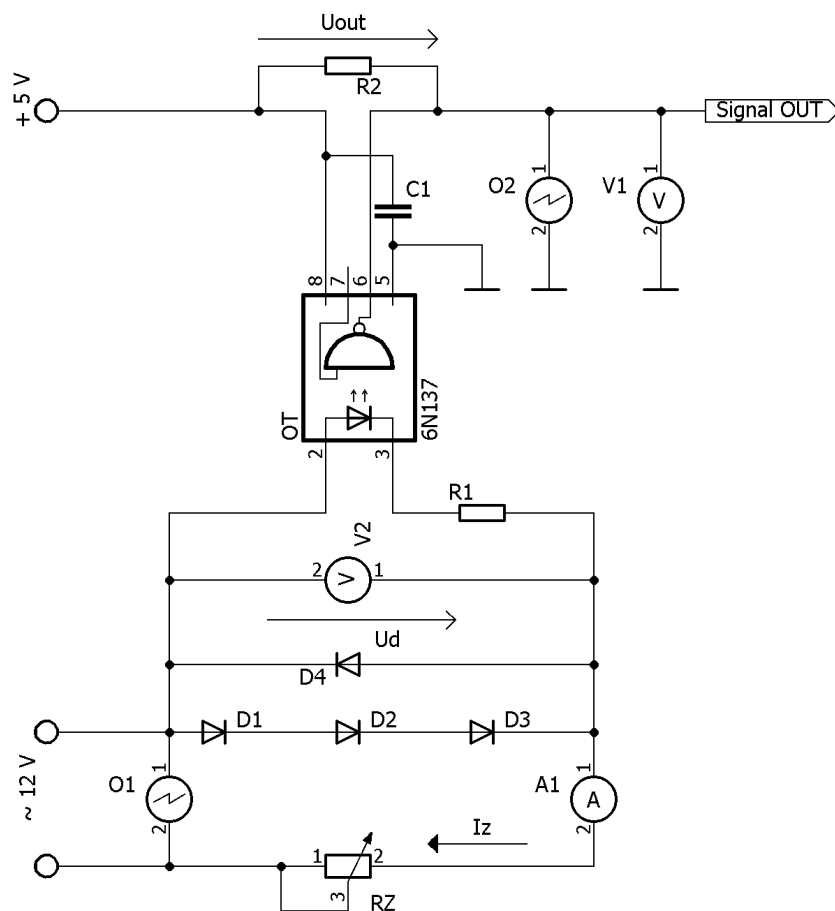 Uout
R2
+ 5 V
Signal OUT
C1
O2
1
2
V1
1
V
2
8
7
6
5
OT
6N137
2
3
R1
V2
2
V
1
Ud
D4
D1
D2
D3
~ 12 V
O1
1
2
A1
1
A
2
Iz
1
2
3
RZ